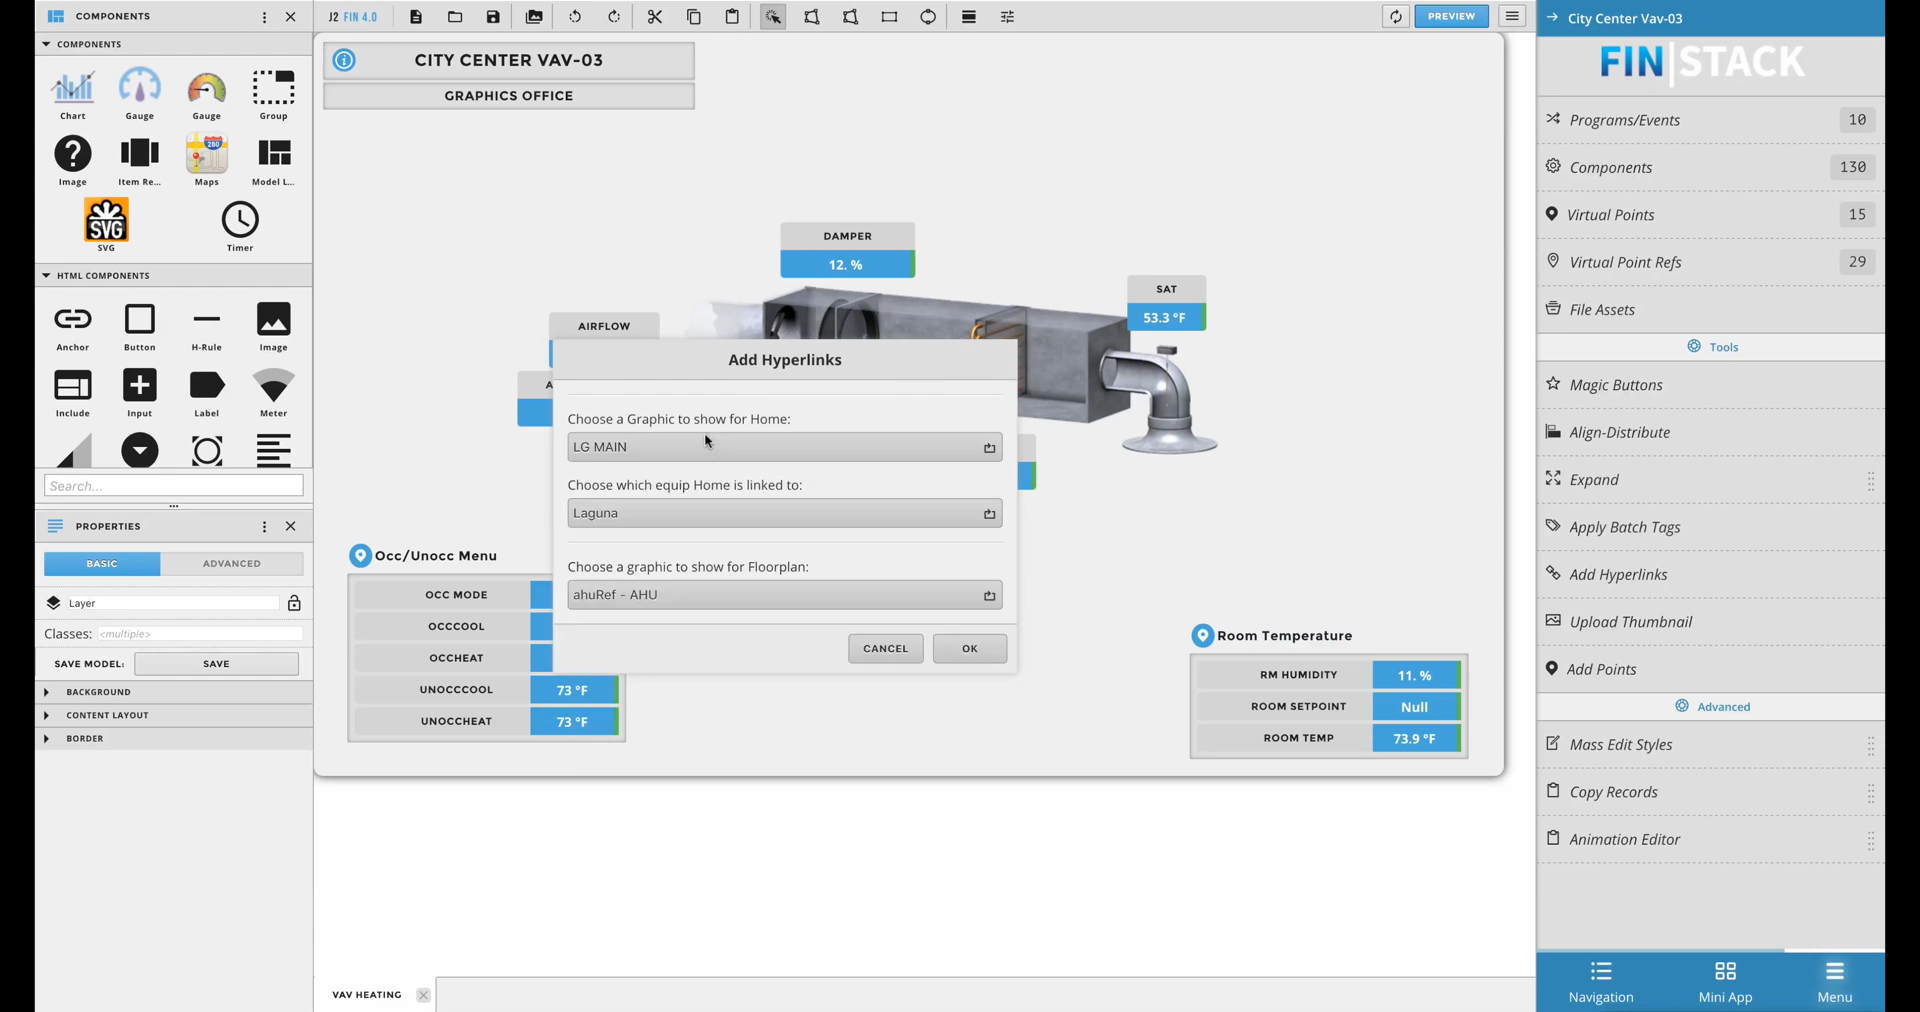 COMPONENTS
COMPONENTS
Chart
Gauge
Gauge
Group
Image
Item Re...
280
Maps
Model L...
SVG
SVG
Timer
HTML COMPONENTS
Anchor
Button
H-Rule
Image
Include
Input
Label
Meter
Search...
PROPERTIES
BASIC
ADVANCED
Layer
Classes: <multiple>
SAVE MODEL: SAVE
BACKGROUND
CONTENT LAYOUT
BORDER
J2 FIN 4.0
PREVIEW
CITY CENTER VAV-03
GRAPHICS OFFICE
DAMPER
12. %
SAT
53.3 °F
AIRFLOW
A
Add Hyperlinks
Choose a Graphic to show for Home:
LG MAIN
Choose which equip Home is linked to:
Laguna
Choose a graphic to show for Floorplan:
ahuRef - AHU
CANCEL
OK
Occ/Unocc Menu
OCC MODE
OCCCOOL
OCCHEAT
UNOCCCOOL 73 °F
UNOCCHEAT 73 °F
Room Temperature
RM HUMIDITY 11. %
ROOM SETPOINT Null
ROOM TEMP 73.9 °F
VAV HEATING
City Center Vav-03
FIN|STACK
Programs/Events 10
Components 130
Virtual Points 15
Virtual Point Refs 29
File Assets
Tools
Magic Buttons
Align-Distribute
Expand
Apply Batch Tags
Add Hyperlinks
Upload Thumbnail
Add Points
Advanced
Mass Edit Styles
Copy Records
Animation Editor
Navigation
Mini App
Menu